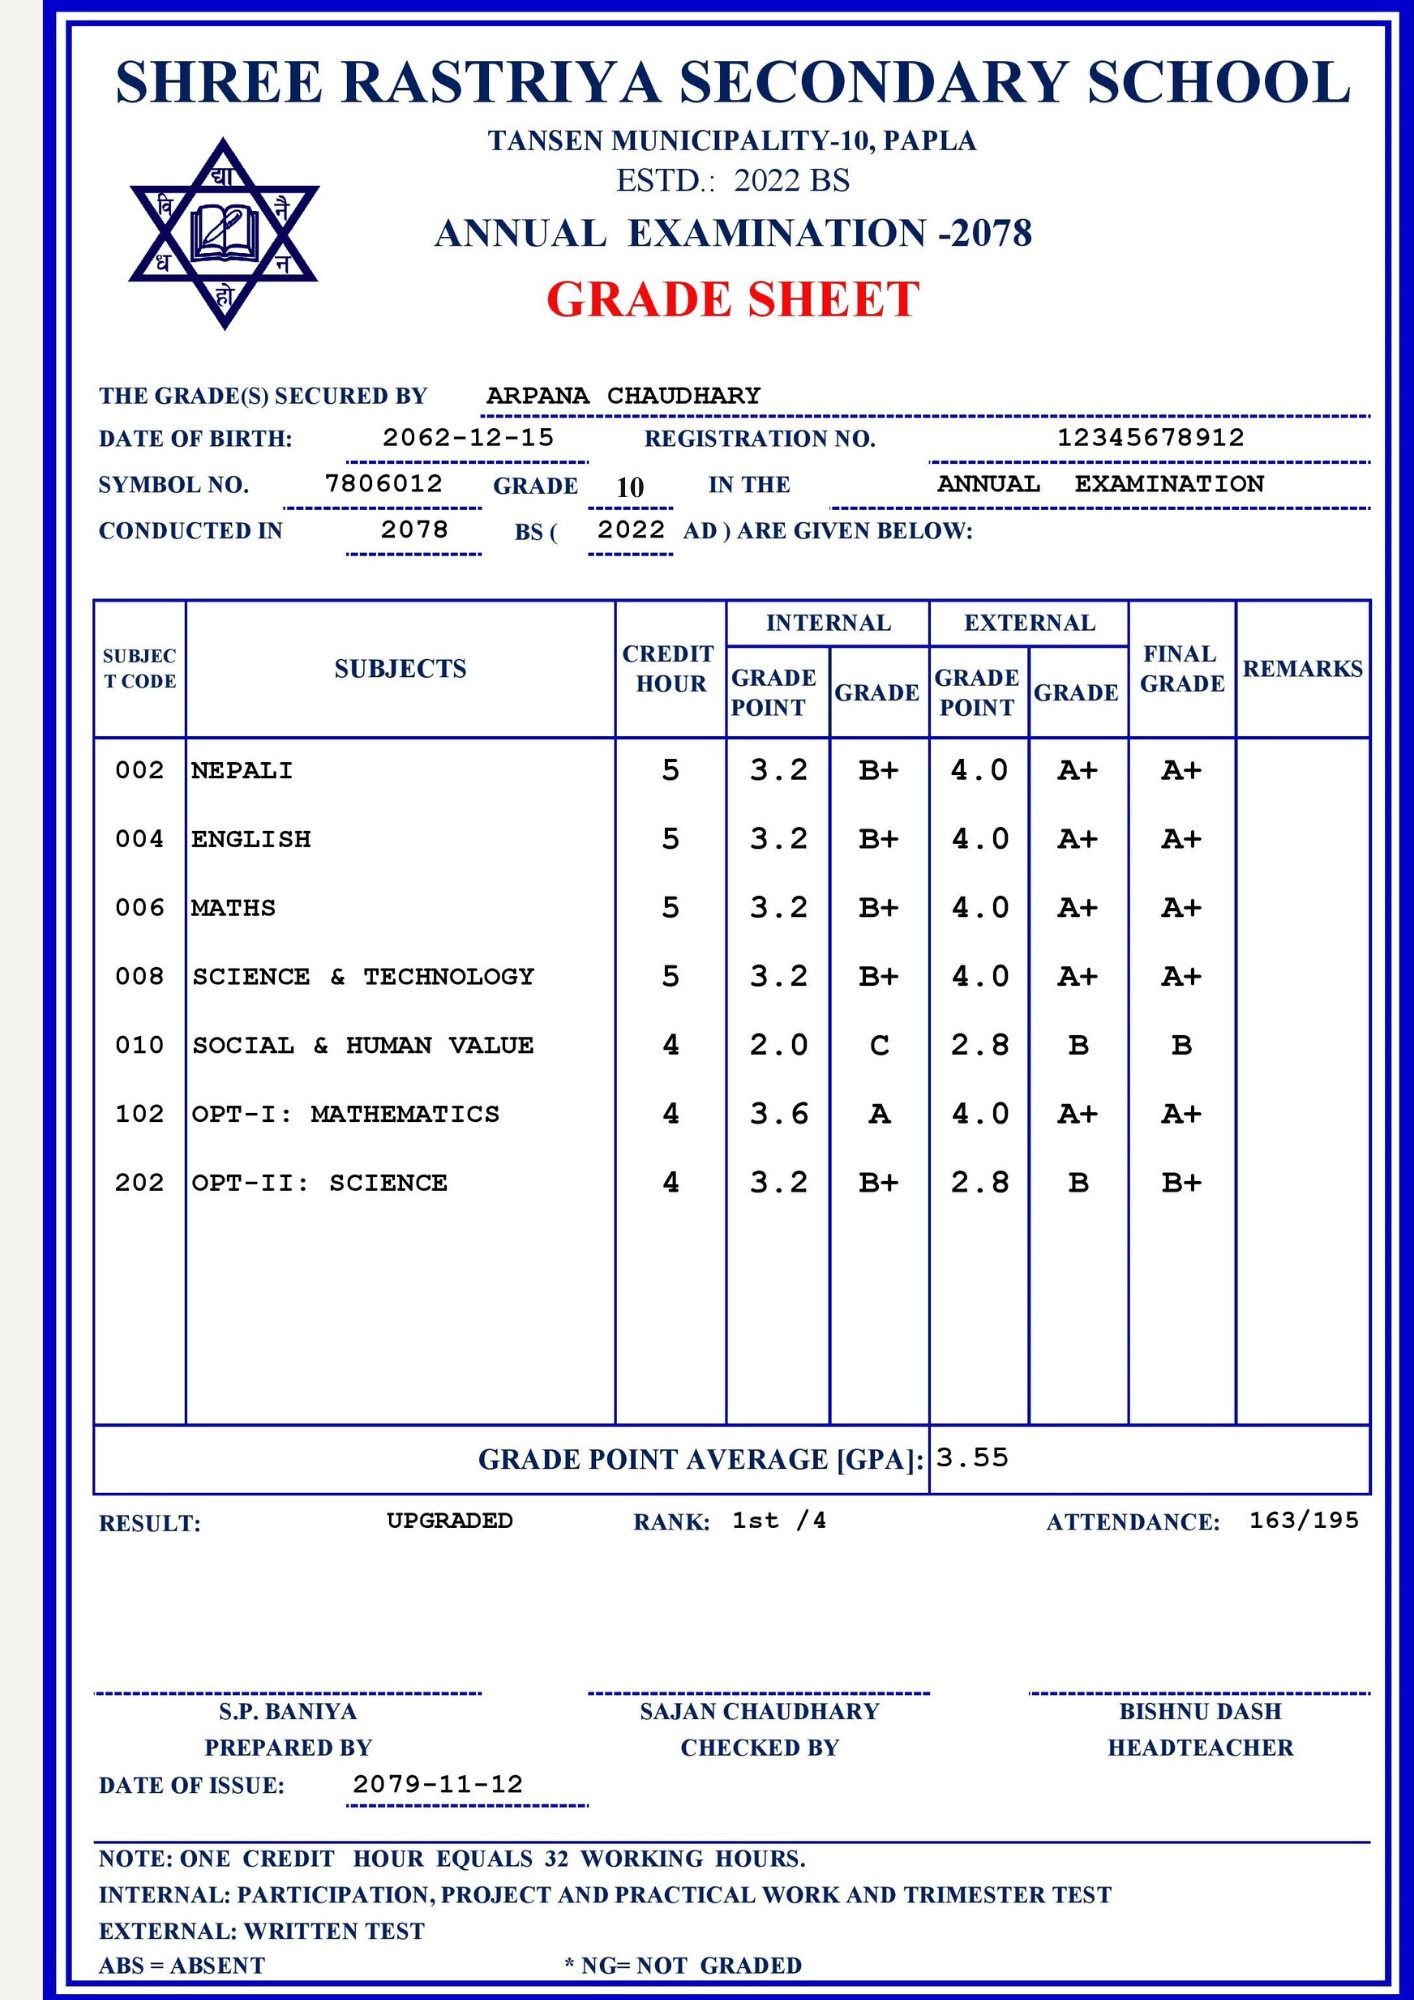 SHREE RASTRIYA SECONDARY SCHOOL
TANSEN MUNICIPALITY-10, PAPLA
ESTD.: 2022 BS
ANNUAL EXAMINATION -2078
GRADE SHEET
द्या
वि नै
ध न
हो
THE GRADE(S) SECURED BY ARPANA CHAUDHARY
DATE OF BIRTH: 2062-12-15 REGISTRATION NO. 12345678912
SYMBOL NO. 7806012 GRADE 10 IN THE ANNUAL EXAMINATION
CONDUCTED IN 2078 BS ( 2022 AD ) ARE GIVEN BELOW:
SUBJEC
T CODE
SUBJECTS
CREDIT
HOUR
INTERNAL
GRADE
POINT
GRADE
EXTERNAL
GRADE
POINT
GRADE
FINAL
GRADE
REMARKS
002 NEPALI 5 3.2 B+ 4.0 A+ A+
004 ENGLISH 5 3.2 B+ 4.0 A+ A+
006 MATHS 5 3.2 B+ 4.0 A+ A+
008 SCIENCE & TECHNOLOGY 5 3.2 B+ 4.0 A+ A+
010 SOCIAL & HUMAN VALUE 4 2.0 C 2.8 B B
102 OPT-I: MATHEMATICS 4 3.6 A 4.0 A+ A+
202 OPT-II: SCIENCE 4 3.2 B+ 2.8 B B+
GRADE POINT AVERAGE [GPA]: 3.55
RESULT: UPGRADED RANK: 1st /4 ATTENDANCE: 163/195
S.P. BANIYA SAJAN CHAUDHARY BISHNU DASH
PREPARED BY CHECKED BY HEADTEACHER
DATE OF ISSUE: 2079-11-12
NOTE: ONE CREDIT HOUR EQUALS 32 WORKING HOURS.
INTERNAL: PARTICIPATION, PROJECT AND PRACTICAL WORK AND TRIMESTER TEST
EXTERNAL: WRITTEN TEST
ABS = ABSENT * NG= NOT GRADED